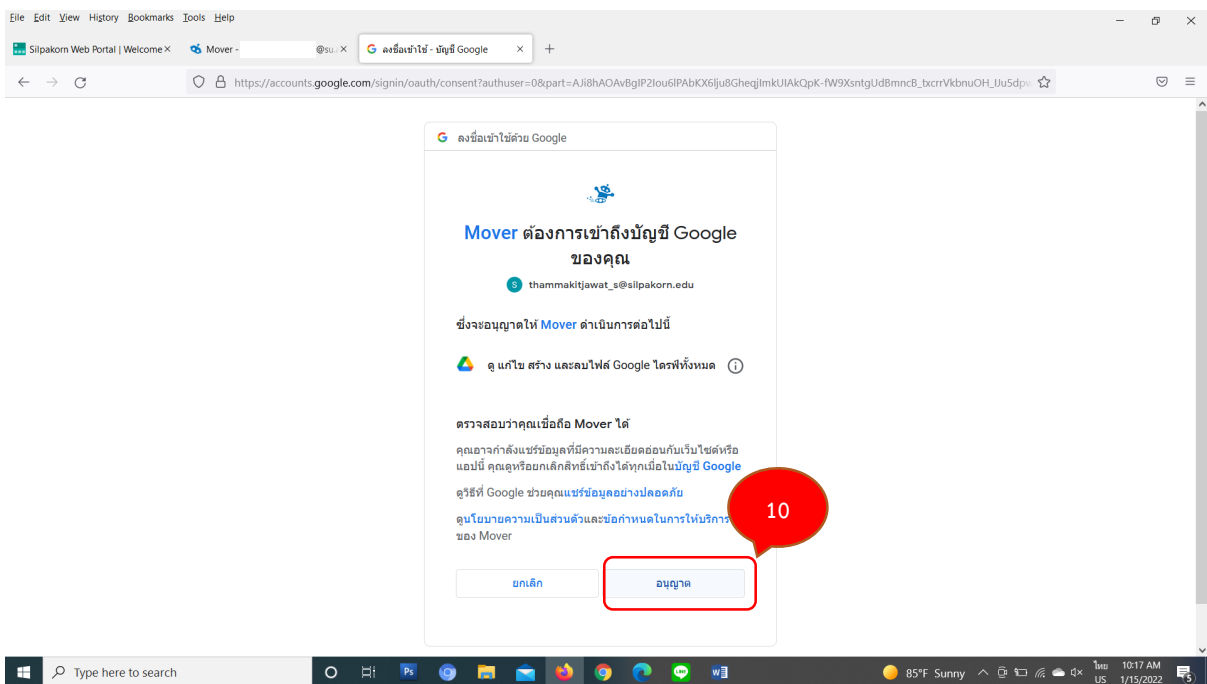 File Edit View History Bookmarks Tools Help
Silpakorn Web Portal | Welcome
Mover - @su.
ลงชื่อเข้าใช้ - บัญชี Google
https://accounts.google.com/signin/oauth/consent?authuser=0&part=
ลงชื่อเข้าใช้ด้วย Google
Mover ต้องการเข้าถึงบัญชี Google
ของคุณ
S thammakitjawat_s@silpakorn.edu
ซึ่งจะอนุญาตให้ Mover ดำเนินการต่อไปนี้
ดู แก้ไข สร้าง และลบไฟล์ Google ไดรฟ์ทั้งหมด
ตรวจสอบว่าคุณเชื่อถือ Mover ได้
คุณอาจกำลังแชร์ข้อมูลที่มีความละเอียดอ่อนกับเว็บไซต์หรือ
แอปนี้ คุณดูหรือยกเลิกสิทธิ์เข้าถึงได้ทุกเมื่อในบัญชี Google
ดูวิธีที่ Google ช่วยคุณแชร์ข้อมูลอย่างปลอดภัย
ดูนโยบายความเป็นส่วนตัวและข้อกำหนดในการให้บริการ
ของ Mover
10
ยกเลิก อนุญาต
Type here to search
Ps
LINE
W
85°F Sunny
ไทย
US
10:17 AM
1/15/2022
5